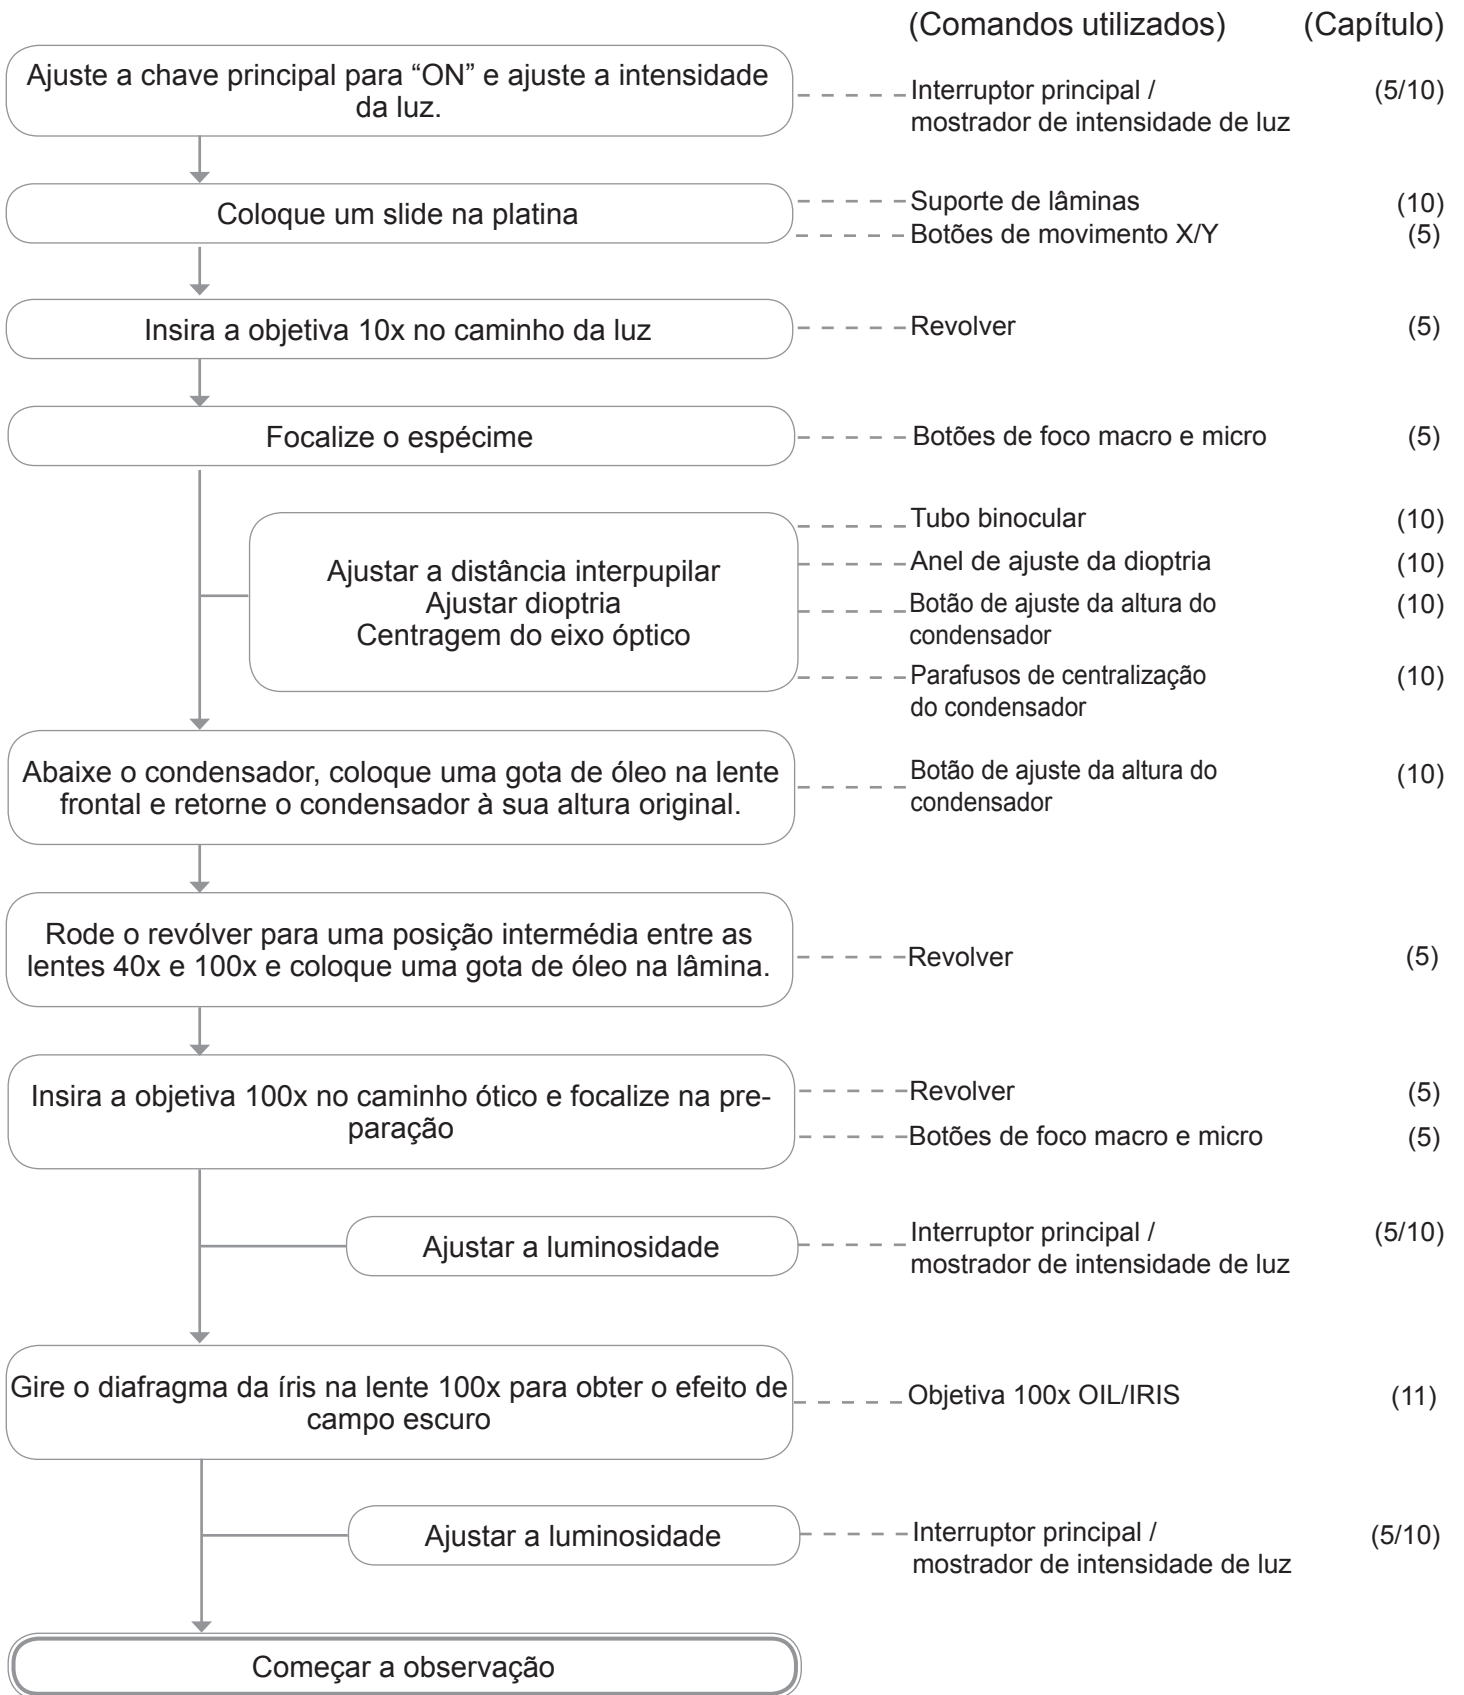 (Comandos utilizados) (Capítulo)
Ajuste a chave principal para “ON” e ajuste a intensidade
da luz.
Interruptor principal / (5/10)
mostrador de intensidade de luz
Coloque um slide na platina
Suporte de lâminas (10)
Botões de movimento X/Y (5)
Insira a objetiva 10x no caminho da luz
Revolver (5)
Focalize o espécime
Botões de foco macro e micro (5)
Ajustar a distância interpupilar
Ajustar dioptria
Centragem do eixo óptico
Tubo binocular (10)
Anel de ajuste da dioptria (10)
Botão de ajuste da altura do (10)
condensador
Parafusos de centralização (10)
do condensador
Abaixe o condensador, coloque uma gota de óleo na lente
frontal e retorne o condensador à sua altura original.
Botão de ajuste da altura do (10)
condensador
Rode o revólver para uma posição intermédia entre as
lentes 40x e 100x e coloque uma gota de óleo na lâmina.
Revolver (5)
Insira a objetiva 100x no caminho ótico e focalize na pre-
paração
Revolver (5)
Botões de foco macro e micro (5)
Ajustar a luminosidade
Interruptor principal / (5/10)
mostrador de intensidade de luz
Gire o diafragma da íris na lente 100x para obter o efeito de
campo escuro
Objetiva 100x OIL/IRIS (11)
Ajustar a luminosidade
Interruptor principal / (5/10)
mostrador de intensidade de luz
Começar a observação